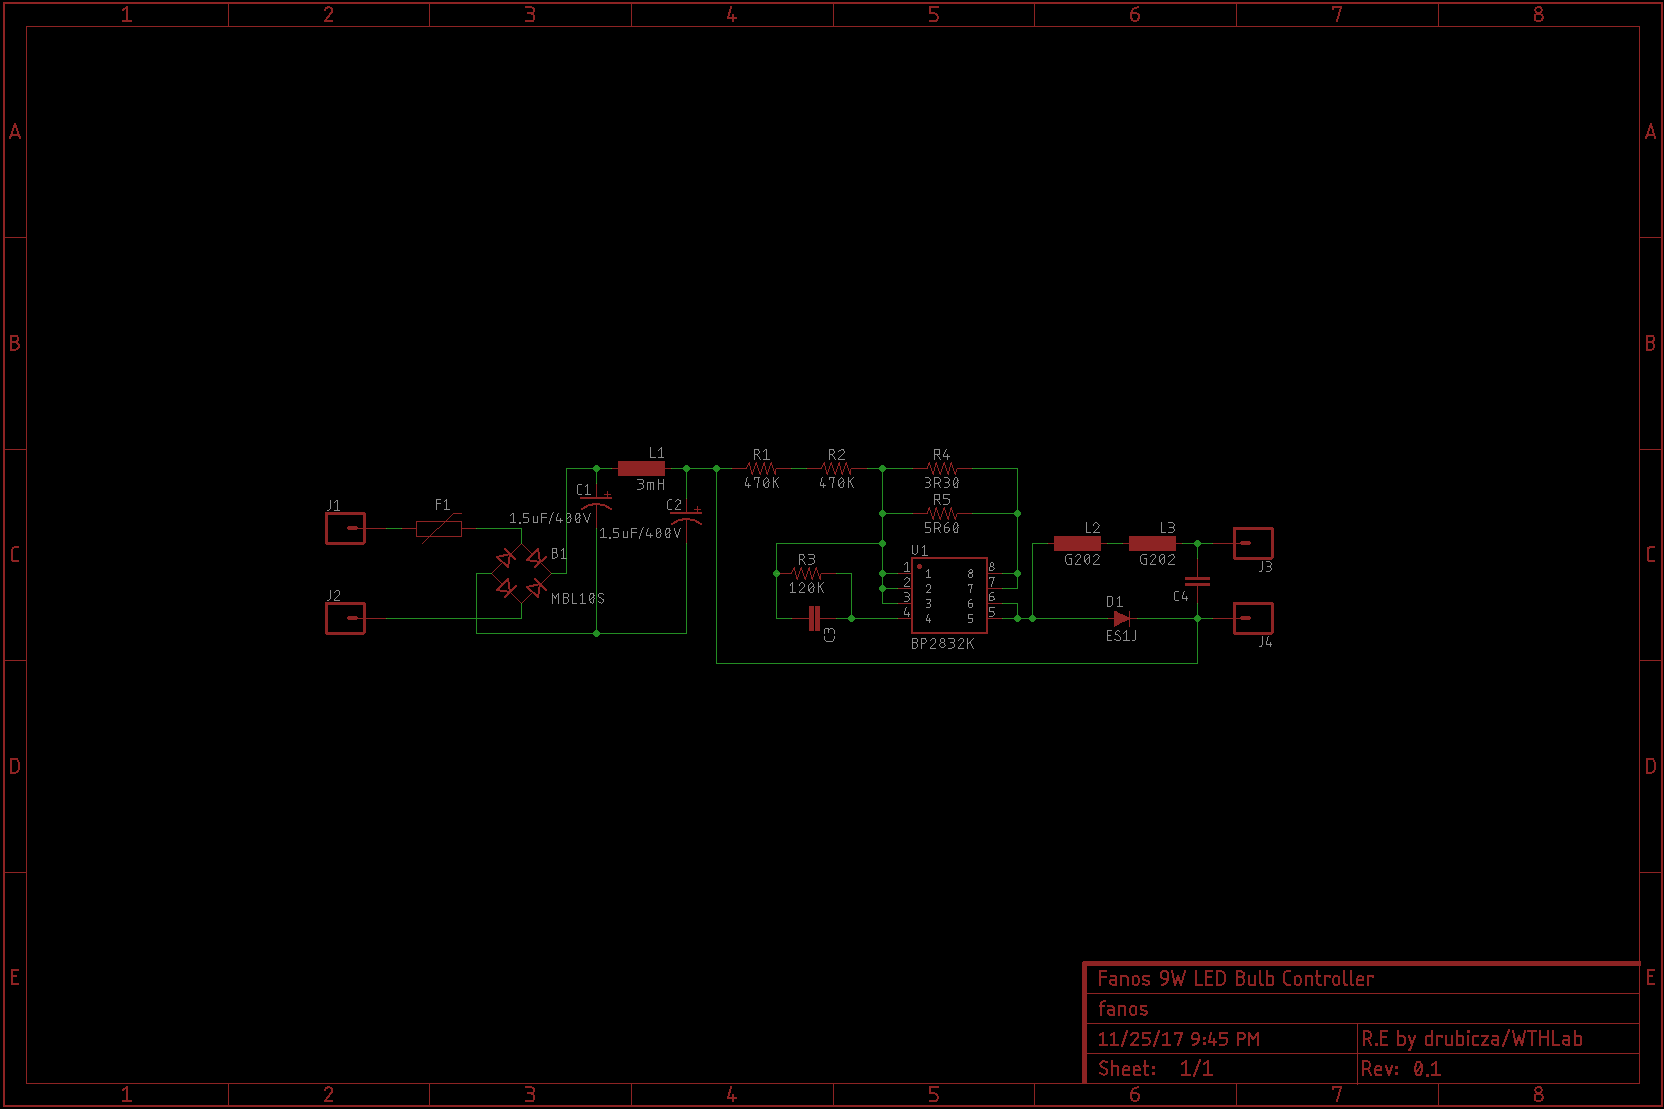 1 2 3 4 5 6 7 8
A A
B B
L1
3mH
R1
470K
R2
470K
R4
3R30
R5
5R60
C1
1.5uF/400V
C2
1.5uF/400V
J1
F1
B1
MBL10S
J2
R3
120K
C3
U1
1 1 8 8
2 2 7 7
3 3 6 6
4 4 5 5
BP2832K
L2
G202
L3
G202
J3
C4
D1
ES1J
J4
C C
D D
E E
Fanos 9W LED Bulb Controller
fanos
11/25/17 9:45 PM
R.E by drubicza/WTHLab
Sheet: 1/1
Rev: 0.1
1 2 3 4 5 6 7 8